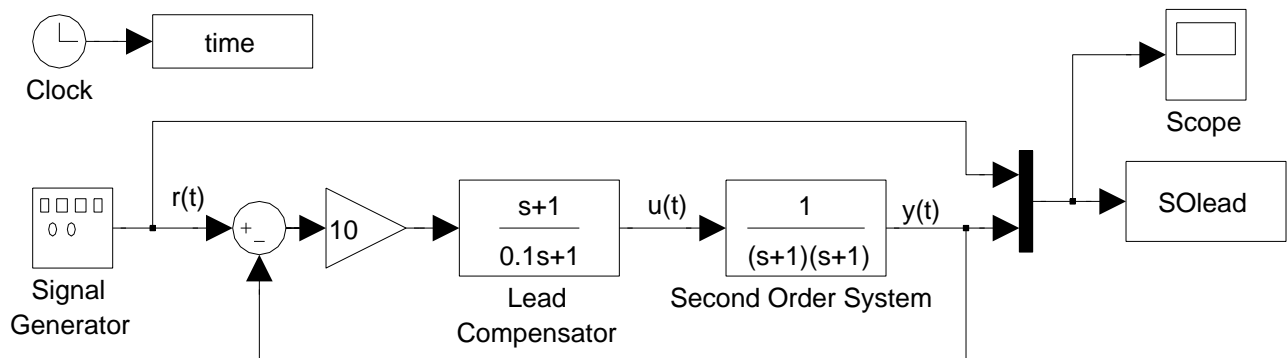 time
Clock
Scope
r(t)
+
−
10
s+1
0.1s+1
u(t)
1
(s+1)(s+1)
y(t)
SOlead
Signal
Generator
Lead
Compensator
Second Order System